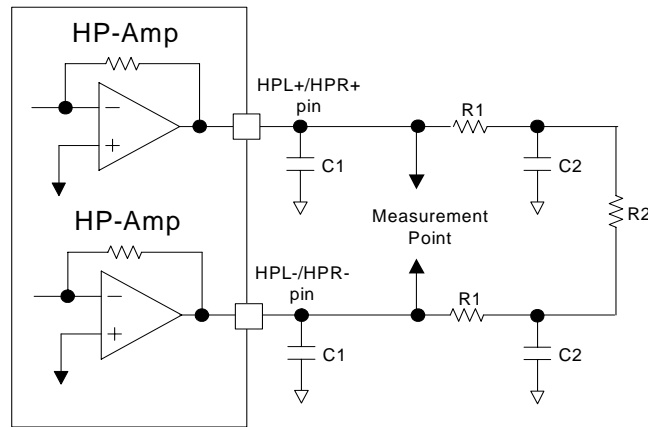 HP-Amp
HPL+/HPR+
pin
R1
C1
C2
R2
Measurement
Point
HP-Amp
HPL-/HPR-
pin
R1
C1
C2